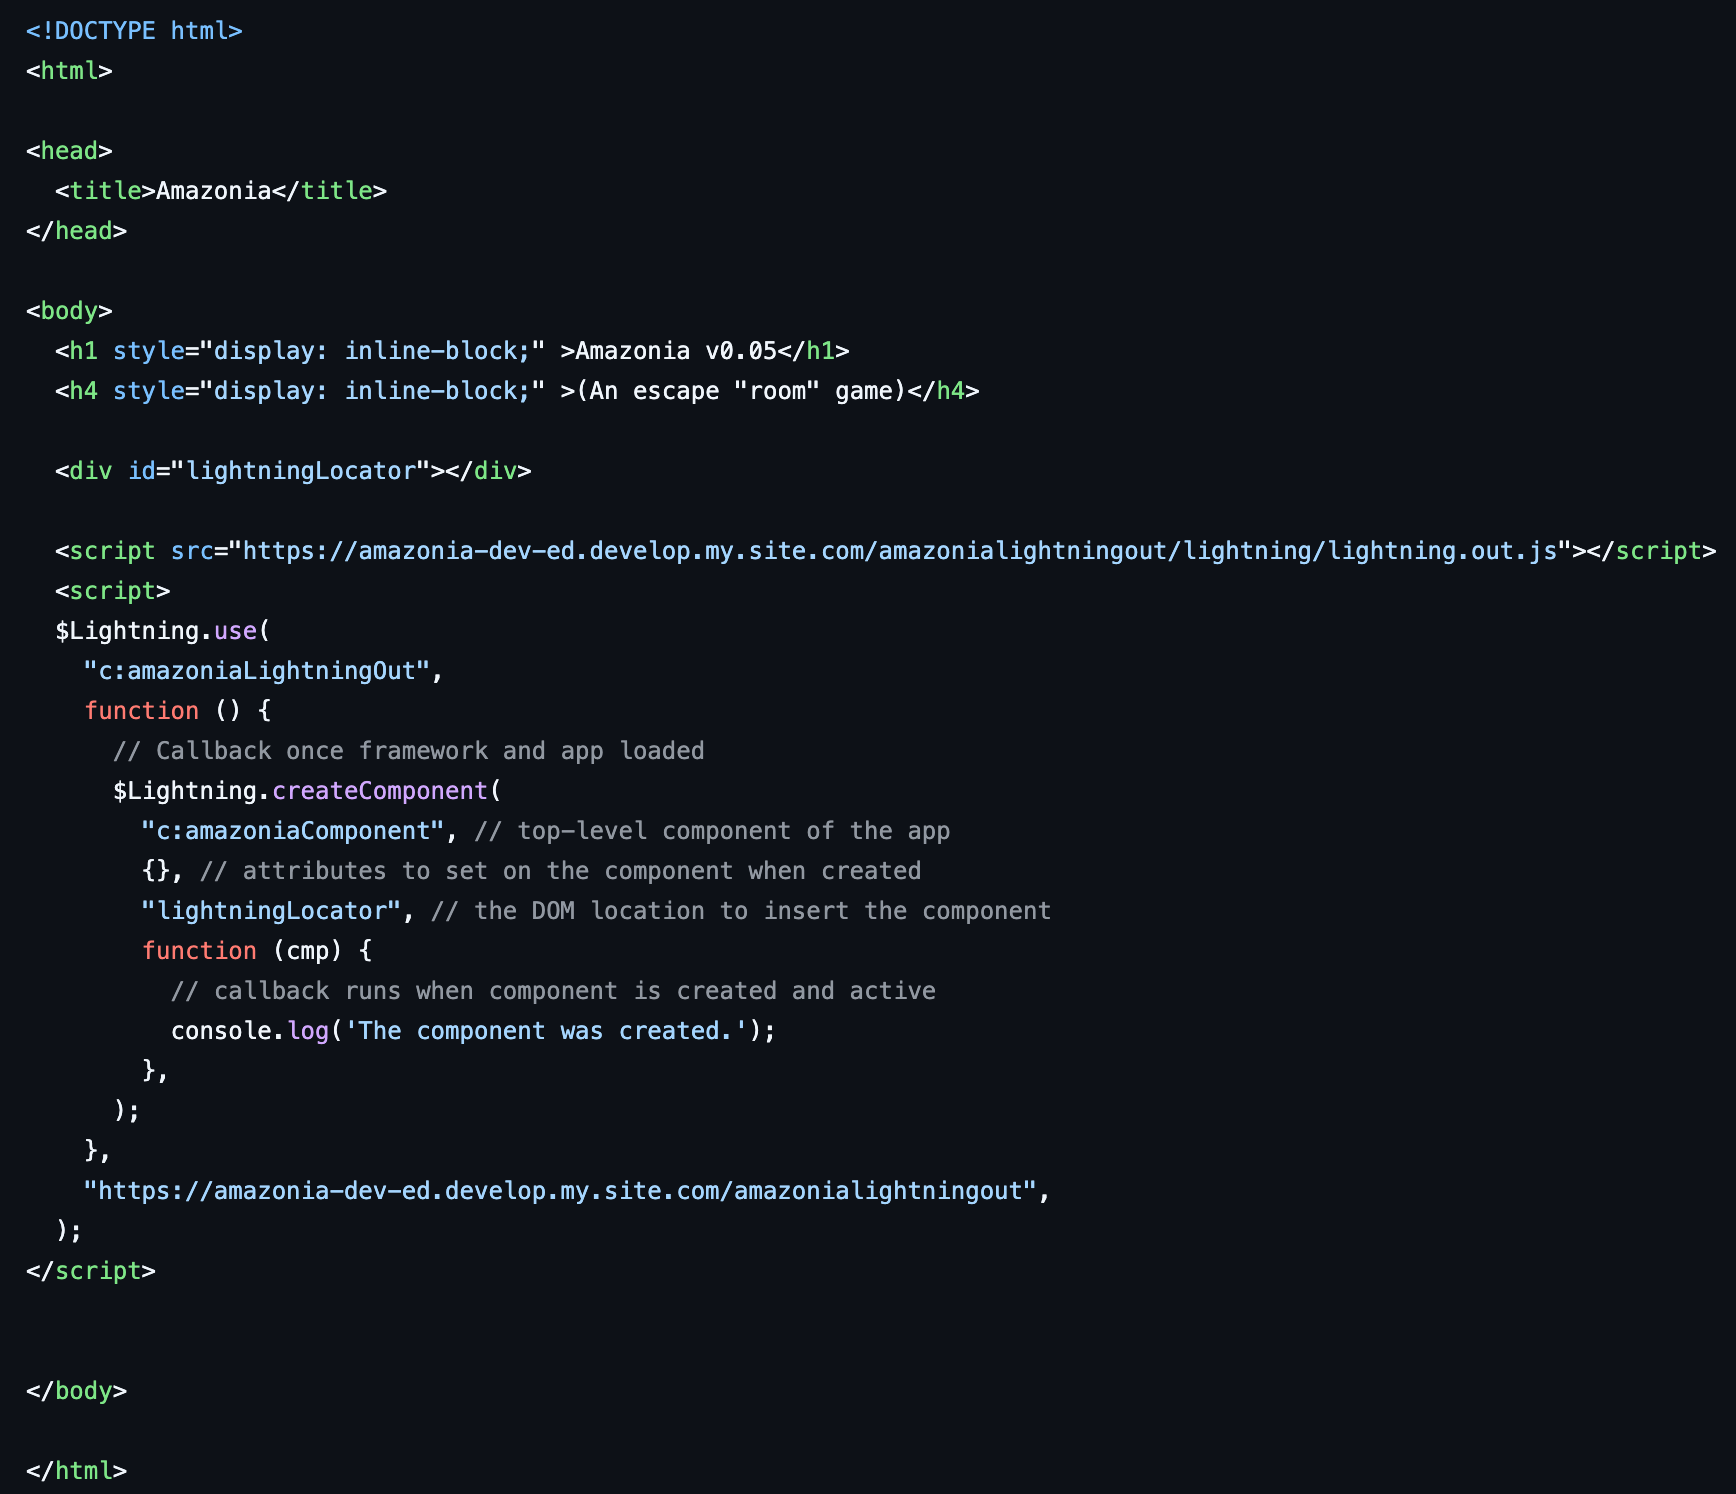 <!DOCTYPE html>
<html>
<head>
<title>Amazonia</title>
</head>
<body>
<h1 style="display: inline-block;" >Amazonia v0.05</h1>
<h4 style="display: inline-block;" >(An escape "room" game)</h4>
<div id="lightningLocator"></div>
<script src="https://amazonia-dev-ed.develop.my.site.com/amazonialightningout/lightning/lightning.out.js"></script>
<script>
$Lightning.use(
"c:amazoniaLightningOut",
function () {
// Callback once framework and app loaded
$Lightning.createComponent(
"c:amazoniaComponent", // top-level component of the app
{}, // attributes to set on the component when created
"lightningLocator", // the DOM location to insert the component
function (cmp) {
// callback runs when component is created and active
console.log('The component was created.');
},
);
},
"https://amazonia-dev-ed.develop.my.site.com/amazonialightningout",
);
</script>
</body>
</html>